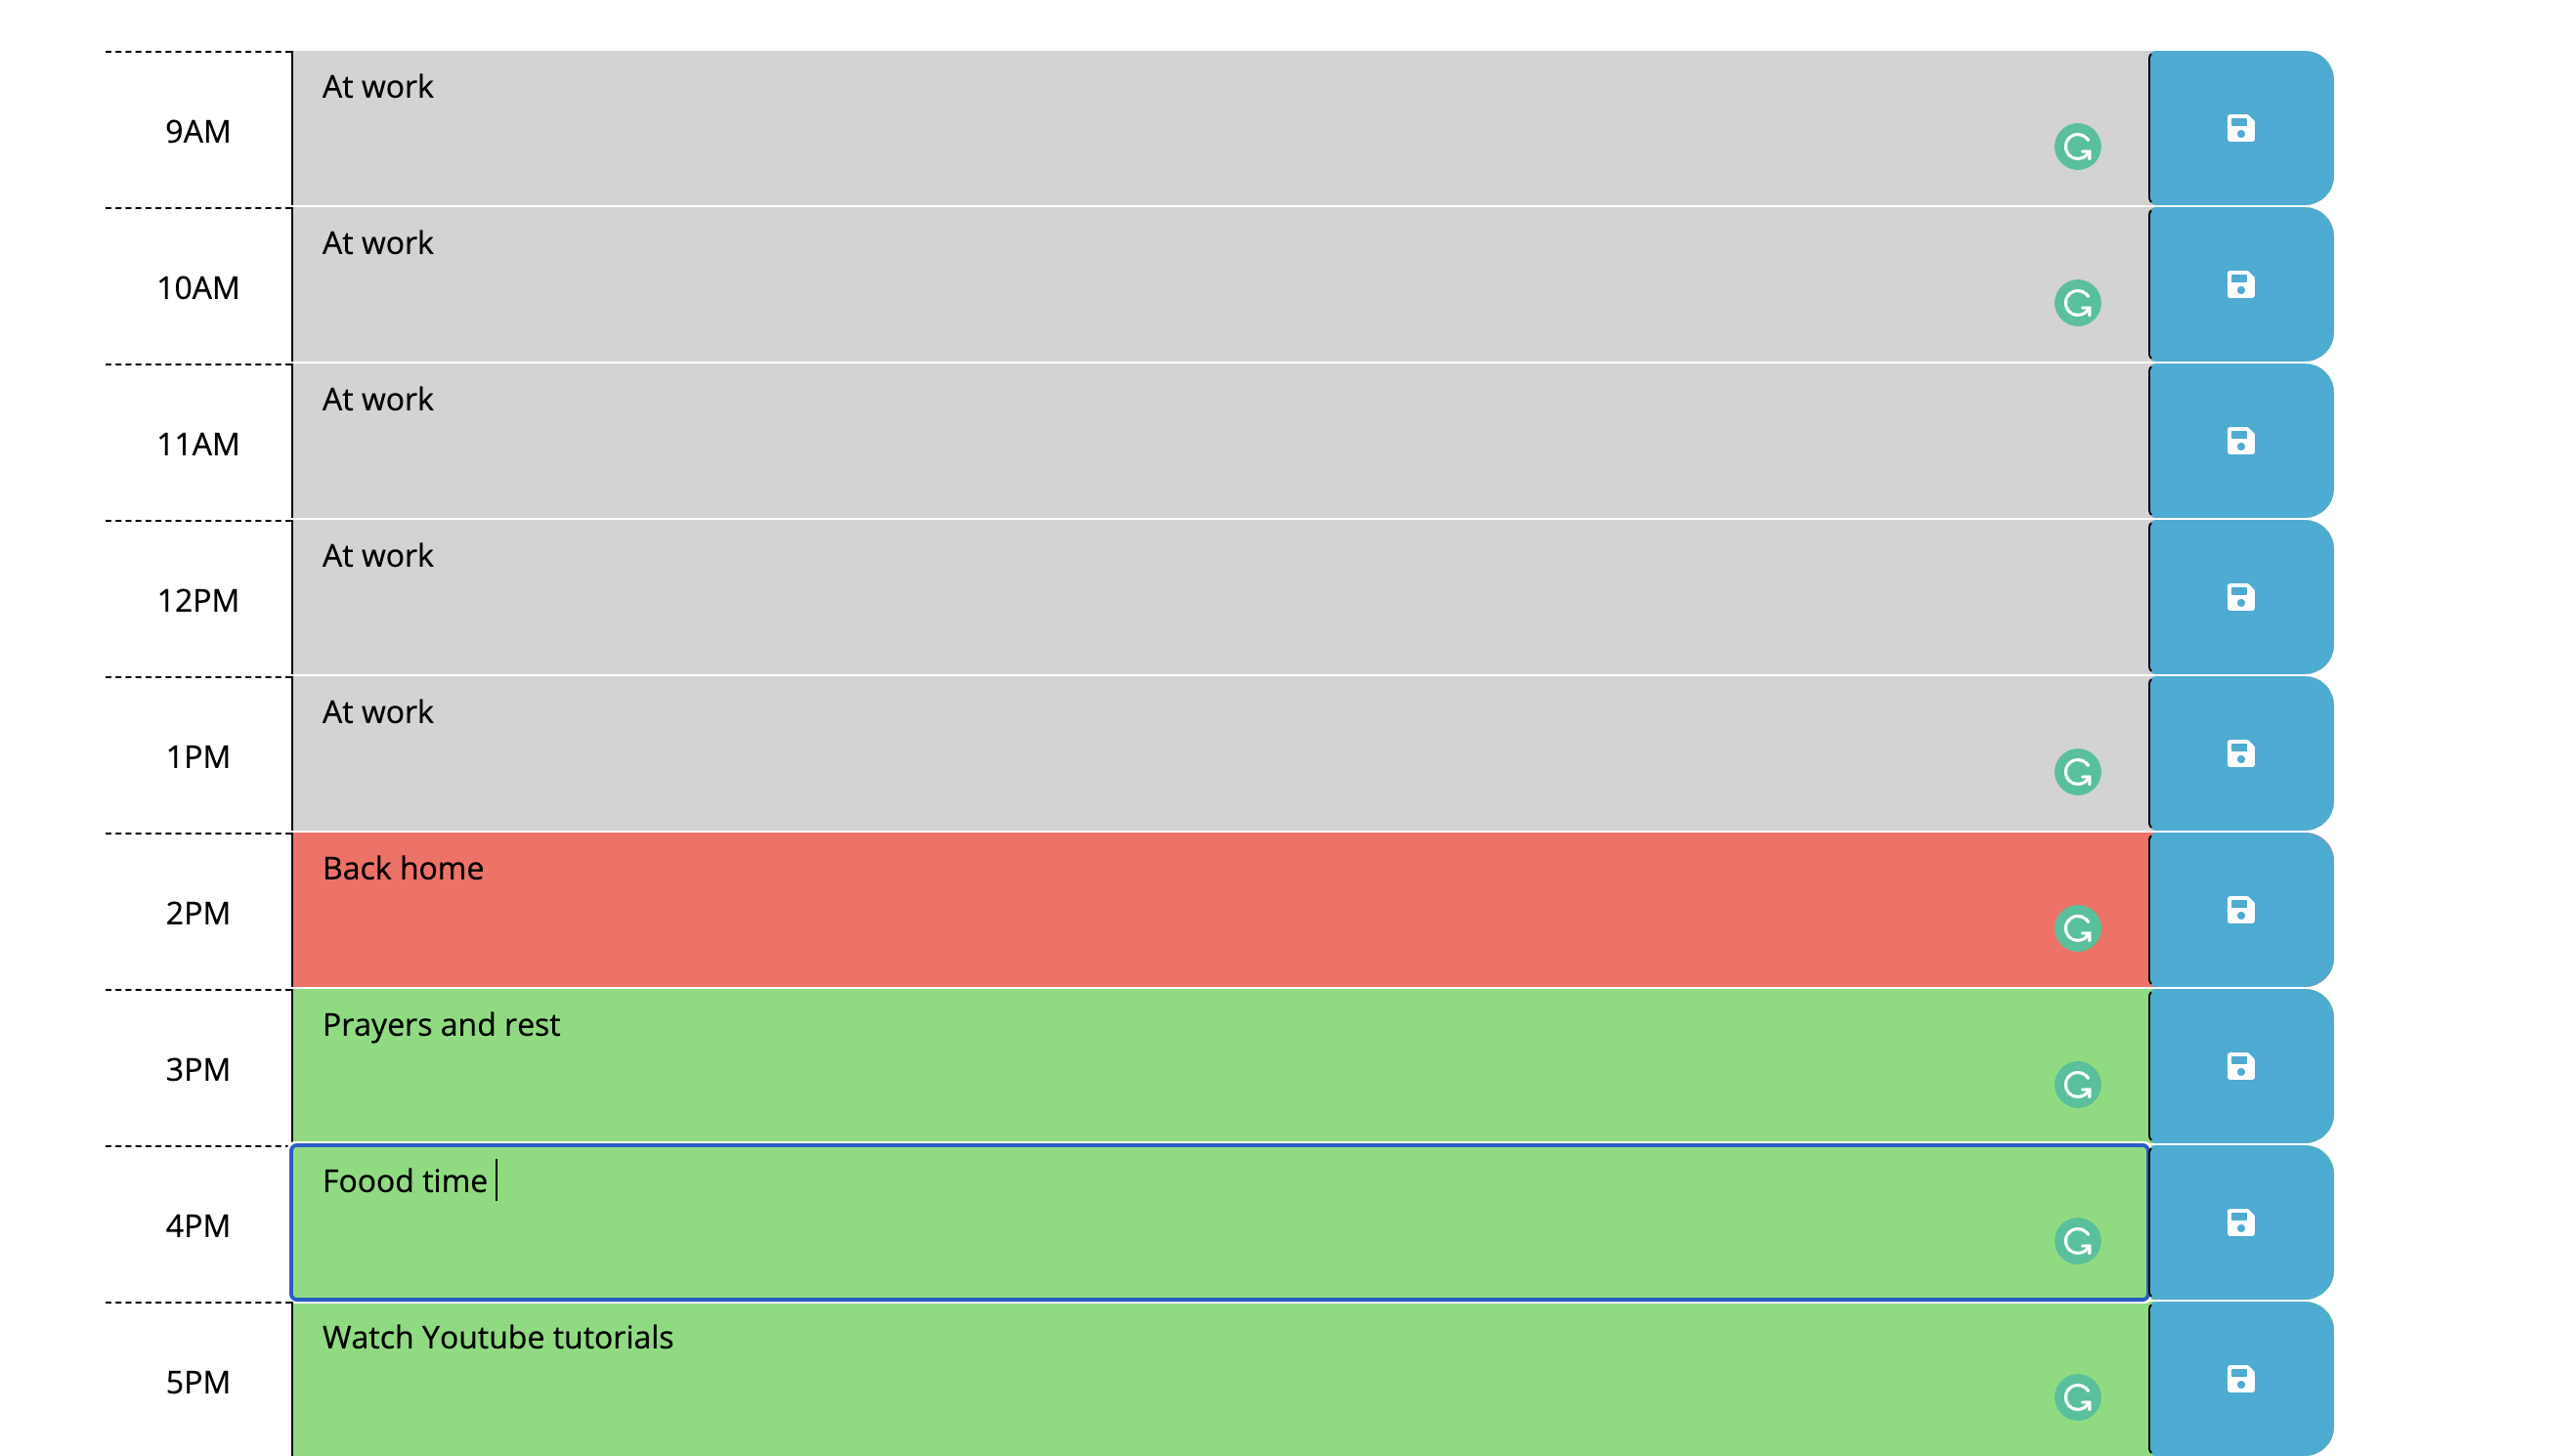 At work
9AM
At work
10AM
At work
11AM
At work
12PM
At work
1PM
Back home
2PM
Prayers and rest
3PM
Foood time
4PM
Watch Youtube tutorials
5PM